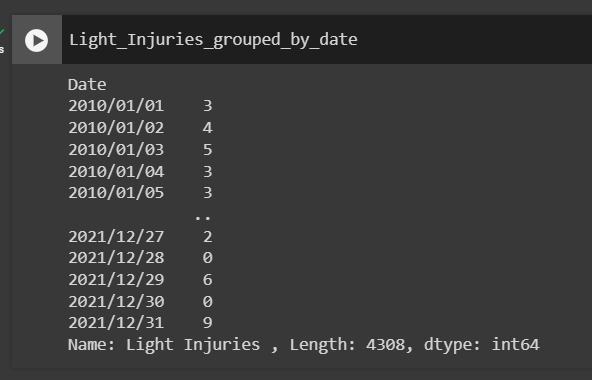 s
Light_Injuries_grouped_by_date
Date
2010/01/01    3
2010/01/02    4
2010/01/03    5
2010/01/04    3
2010/01/05    3
..
2021/12/27    2
2021/12/28    0
2021/12/29    6
2021/12/30    0
2021/12/31    9
Name: Light Injuries , Length: 4308, dtype: int64